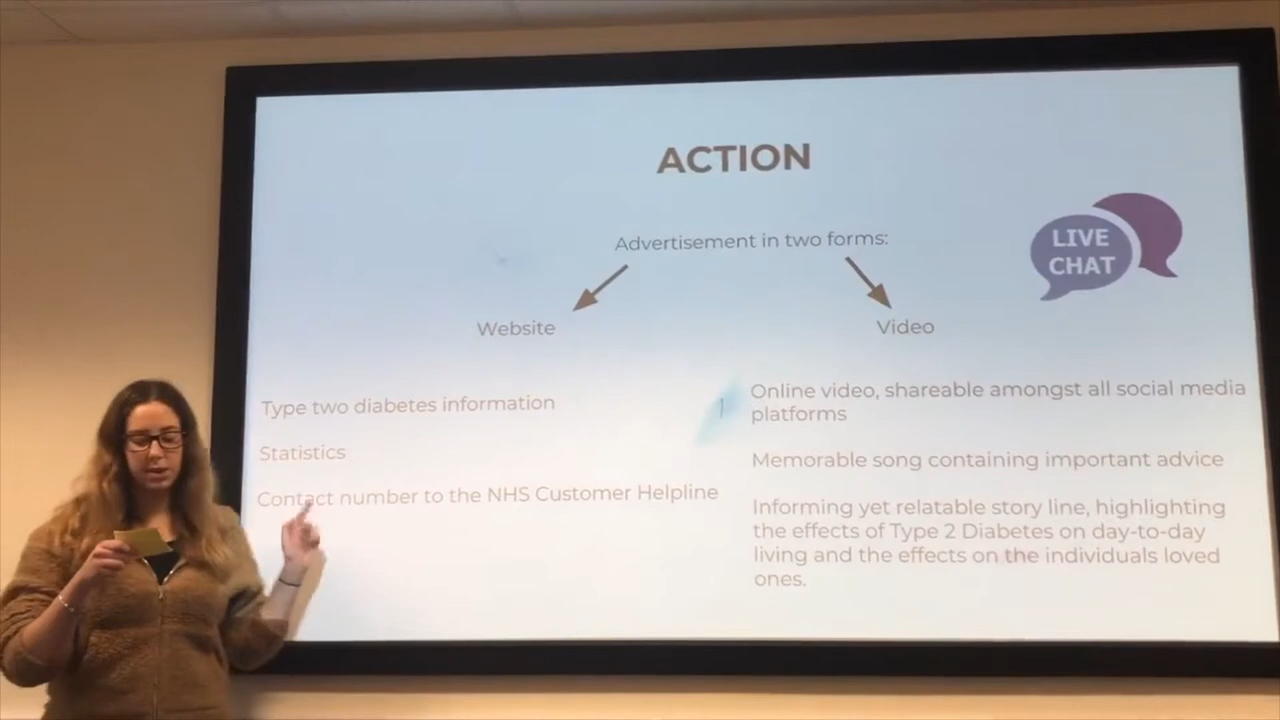 ACTION
Advertisement in two forms:
LIVE
CHAT
Website
Video
Type two diabetes information
Statistics
Contact number to the NHS Customer Helpline
Online video, shareable amongst all social media
platforms
Memorable song containing important advice
Informing yet relatable story line, highlighting
the effects of Type 2 Diabetes on day-to-day
living and the effects on the individuals loved
ones.